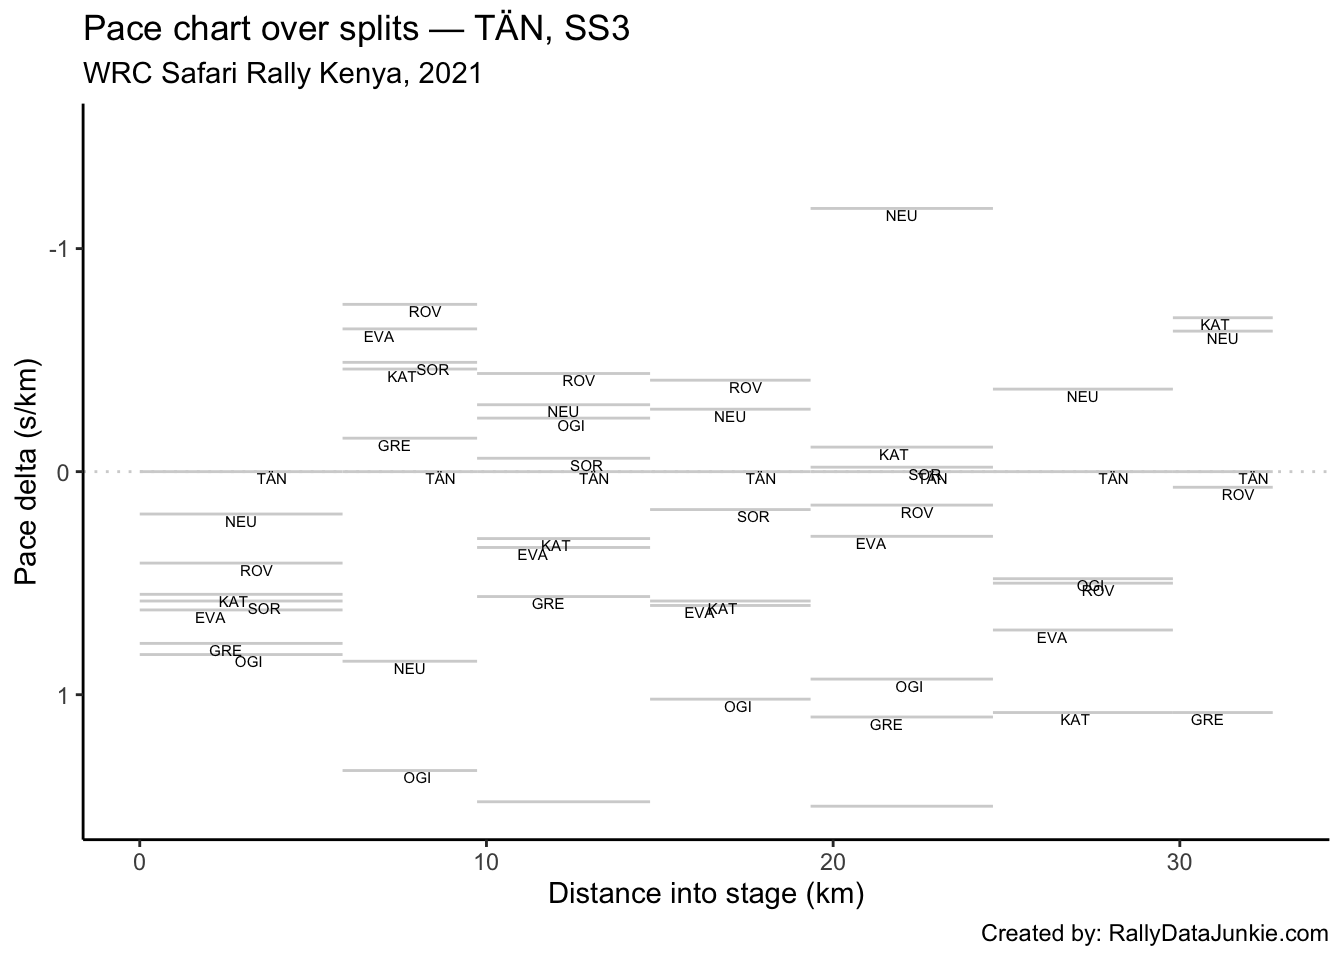 Pace chart over splits — TÄN, SS3
WRC Safari Rally Kenya, 2021
Pace delta (s/km)
-1
0
1
NEU
ROV
EVA
SOR
KAT
GRE
TÄN
NEU
ROV
KAT
SOR
EVA
GRE
OGI
TÄN
NEU
OGI
ROV
NEU
OGI
SOR
TÄN
KAT
EVA
GRE
ROV
NEU
TÄN
SOR
KAT
EVA
OGI
KAT
SOR
TÄN
ROV
EVA
OGI
GRE
NEU
TÄN
OGI
ROV
EVA
KAT
KAT
NEU
TÄN
ROV
GRE
0
10
20
30
Distance into stage (km)
Created by: RallyDataJunkie.com